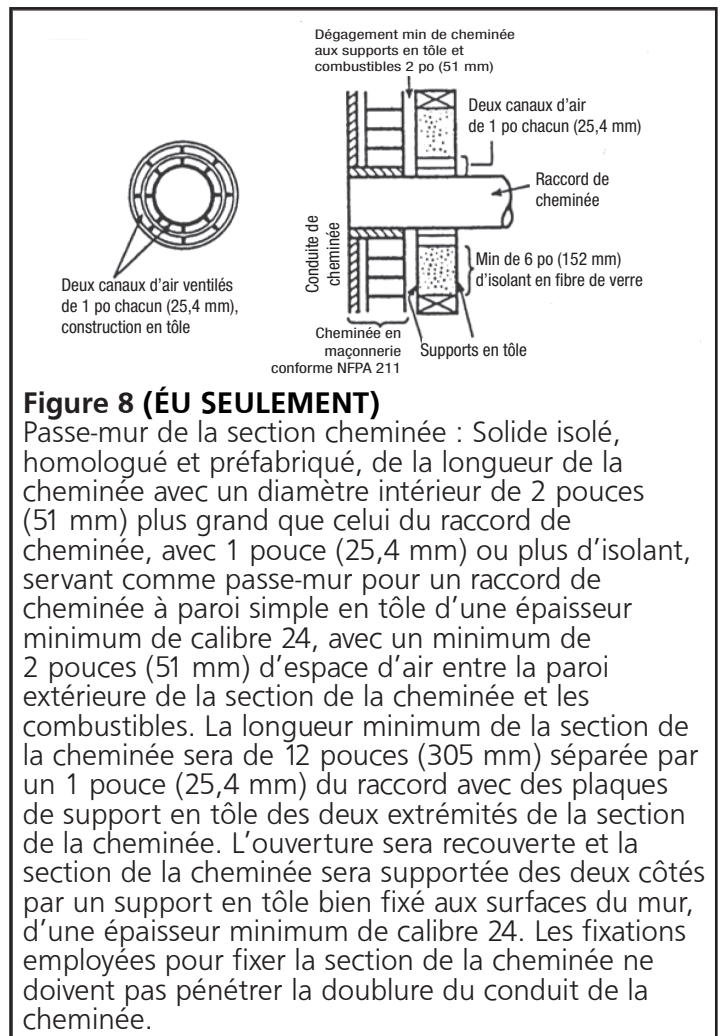 Dégagement min de cheminée
aux supports en tôle et
combustibles 2 po (51 mm)
Deux canaux d'air
de 1 po chacun (25,4 mm)
Raccord de
cheminée
Conduite de
cheminée
Min de 6 po (152 mm)
d'isolant en fibre de verre
Deux canaux d'air ventilés
de 1 po chacun (25,4 mm),
construction en tôle
Cheminée en
maçonnerie
conforme NFPA 211
Supports en tôle
Figure 8 (ÉU SEULEMENT)
Passe-mur de la section cheminée : Solide isolé,
homologué et préfabriqué, de la longueur de la
cheminée avec un diamètre intérieur de 2 pouces
(51 mm) plus grand que celui du raccord de
cheminée, avec 1 pouce (25,4 mm) ou plus d'isolant,
servant comme passe-mur pour un raccord de
cheminée à paroi simple en tôle d'une épaisseur
minimum de calibre 24, avec un minimum de
2 pouces (51 mm) d'espace d'air entre la paroi
extérieure de la section de la cheminée et les
combustibles. La longueur minimum de la section de
la cheminée sera de 12 pouces (305 mm) séparée par
un 1 pouce (25,4 mm) du raccord avec des plaques
de support en tôle des deux extrémités de la section
de la cheminée. L'ouverture sera recouverte et la
section de la cheminée sera supportée des deux côtés
par un support en tôle bien fixé aux surfaces du mur,
d'une épaisseur minimum de calibre 24. Les fixations
employées pour fixer la section de la cheminée ne
doivent pas pénétrer la doublure du conduit de la
cheminée.